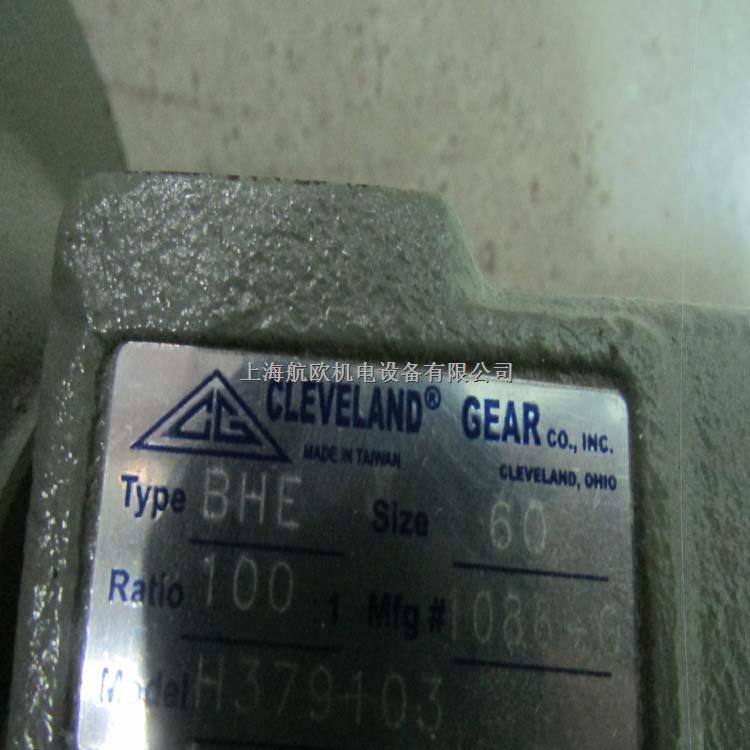 上海航欧机电设备有限公司
CG CLEVELAND® GEAR CO., INC.
MADE IN TAIWAN CLEVELAND, OHIO
Type BHE Size 60
Ratio 100 :1 Mfg #
Model